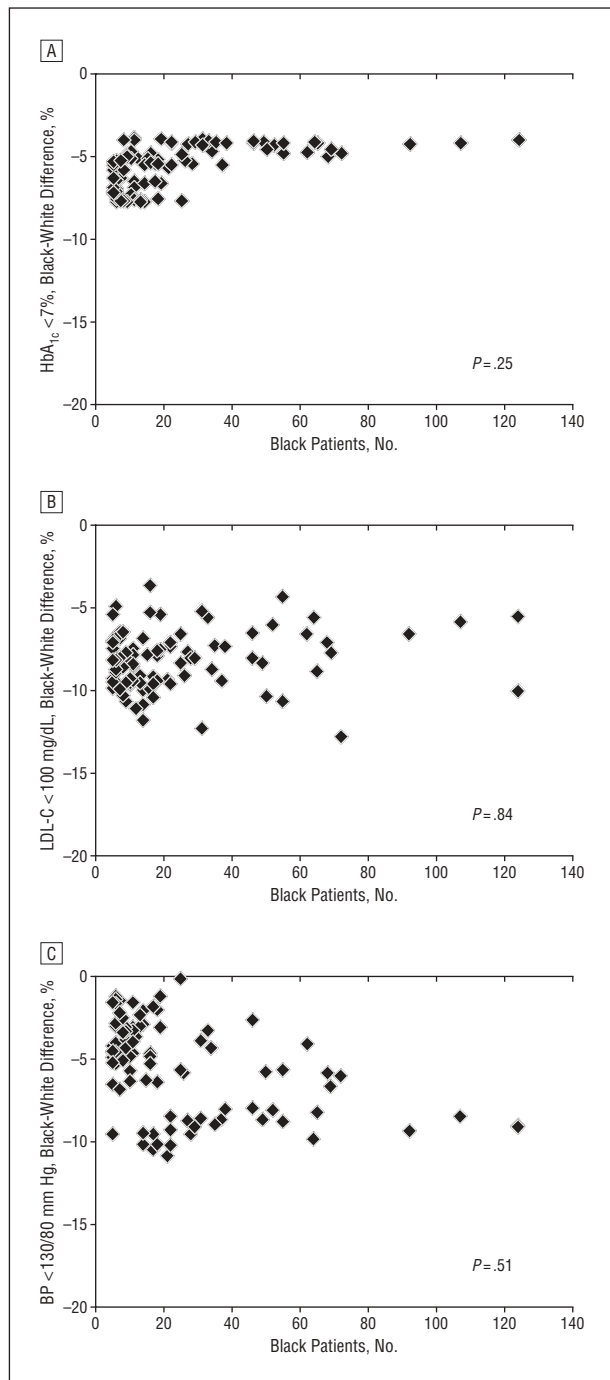 A
0
–5
–10
–15
–20
HbA1c <7%, Black-White Difference, %
P = .25
0 20 40 60 80 100 120 140
Black Patients, No.
B
0
–5
–10
–15
–20
LDL-C <100 mg/dL, Black-White Difference, %
P = .84
0 20 40 60 80 100 120 140
Black Patients, No.
C
0
–5
–10
–15
–20
BP <130/80 mm Hg, Black-White Difference, %
P = .51
0 20 40 60 80 100 120 140
Black Patients, No.